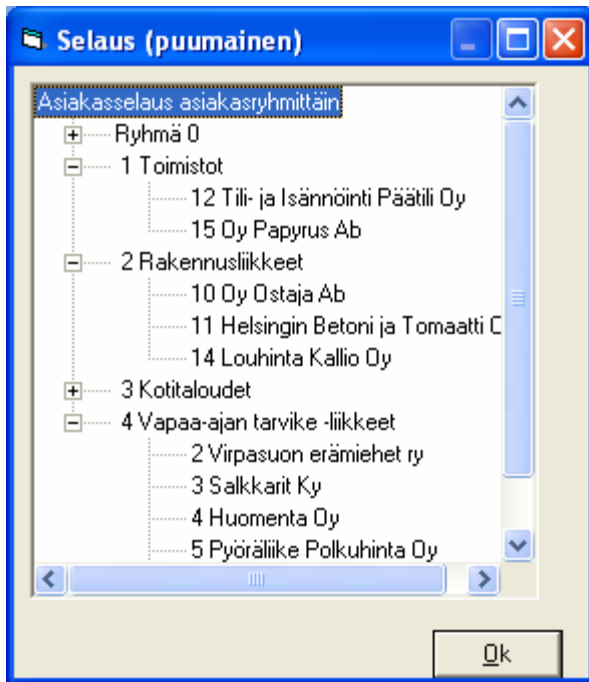 Selaus (puumainen)
Asiakasselaus asiakasryhmittäin
Ryhmä 0
1 Toimistot
12 Tili- ja Isännöinti Päätili Oy
15 Oy Papyrus Ab
2 Rakennusliikkeet
10 Oy Ostaja Ab
11 Helsingin Betoni ja Tomaatti
14 Louhinta Kallio Oy
3 Kotitaloudet
4 Vapaa-ajan tarvike -liikkeet
2 Virpasuon erämiehet ry
3 Salkkarit Ky
4 Huomenta Oy
5 Pyöräliike Polkuhinta Oy
Ok